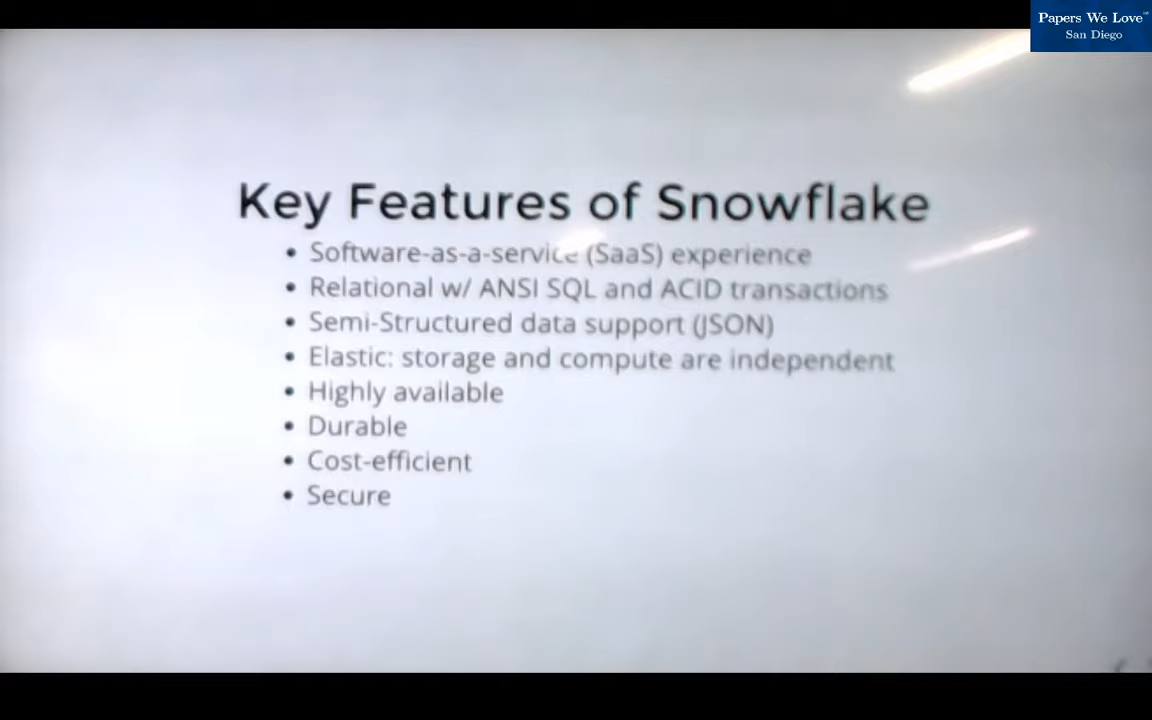 Papers We Love™
San Diego
Key Features of Snowflake
• Software-as-a-service (SaaS) experience
• Relational w/ ANSI SQL and ACID transactions
• Semi-Structured data support (JSON)
• Elastic: storage and compute are independent
• Highly available
• Durable
• Cost-efficient
• Secure